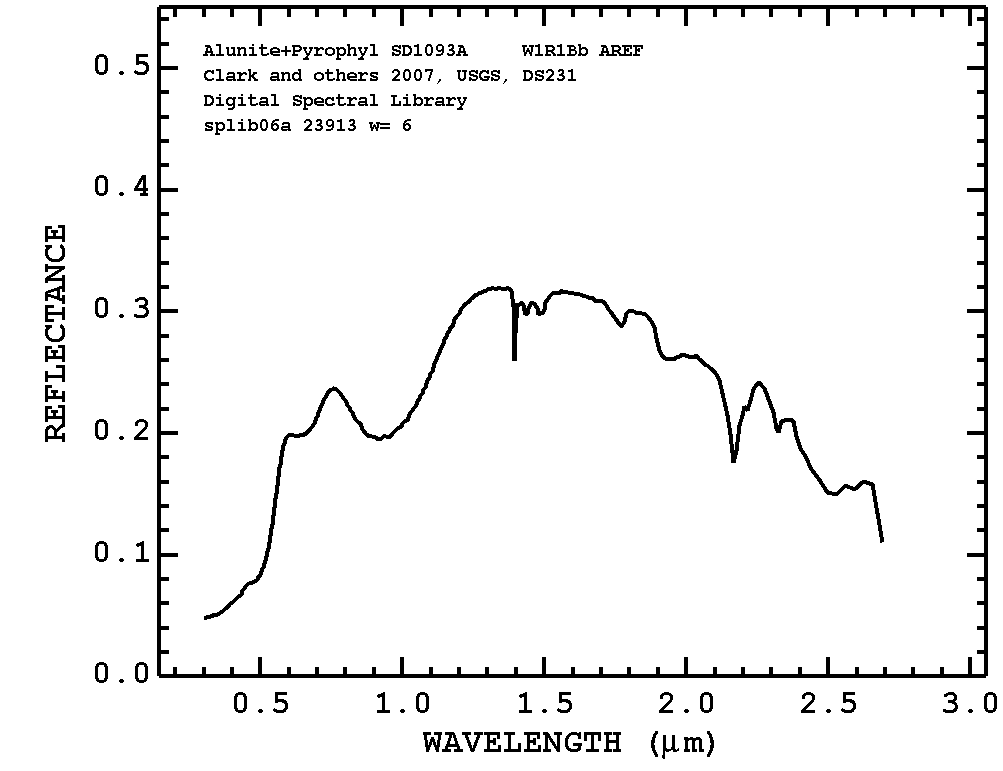 Alunite+Pyrophyl SD1093A W1R1Bb AREF
Clark and others 2007, USGS, DS231
Digital Spectral Library
splib06a 23913 w= 6
0.5
0.4
0.3
0.2
0.1
0.0
REFLECTANCE
0.5 1.0 1.5 2.0 2.5 3.0
WAVELENGTH (μm)